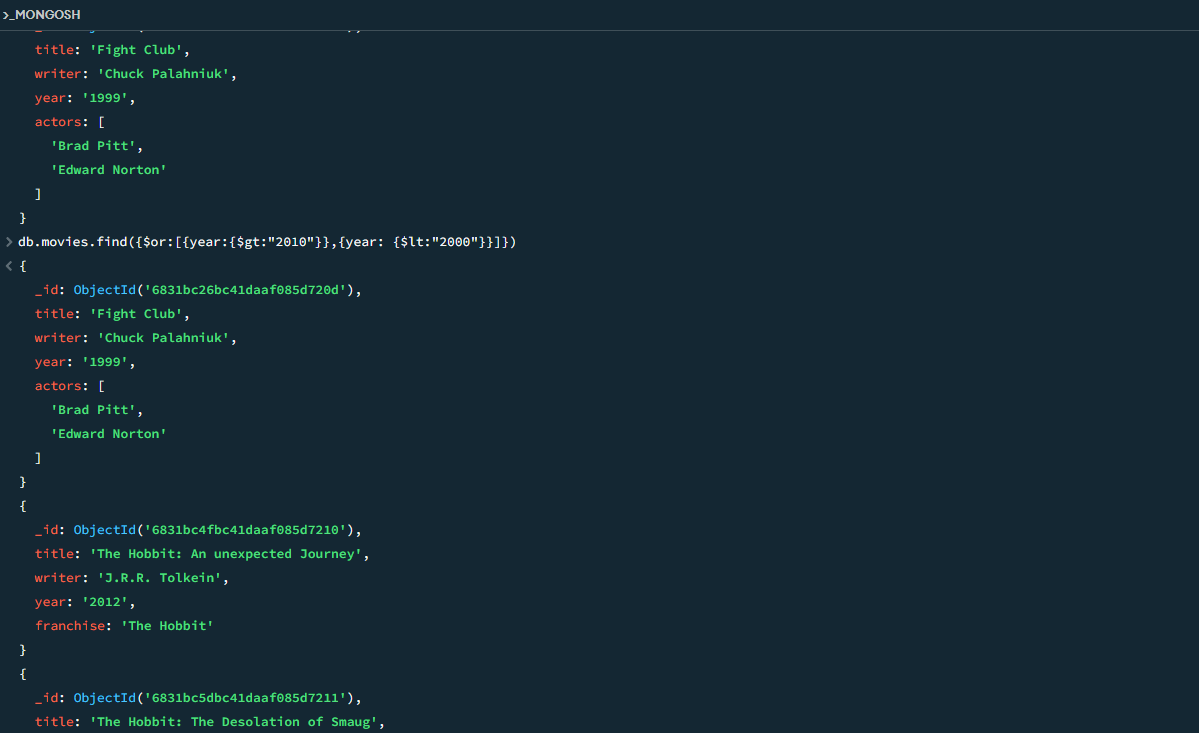 >_MONGOSH
title: 'Fight Club',
writer: 'Chuck Palahniuk',
year: '1999',
actors: [
'Brad Pitt',
'Edward Norton'
]
}
> db.movies.find({$or:[{year:{$gt:"2010"}},{year: {$lt:"2000"}}]})
< {
_id: ObjectId('6831bc26bc41daaf085d720d'),
title: 'Fight Club',
writer: 'Chuck Palahniuk',
year: '1999',
actors: [
'Brad Pitt',
'Edward Norton'
]
}
{
_id: ObjectId('6831bc4fbc41daaf085d7210'),
title: 'The Hobbit: An unexpected Journey',
writer: 'J.R.R. Tolkein',
year: '2012',
franchise: 'The Hobbit'
}
{
_id: ObjectId('6831bc5dbc41daaf085d7211'),
title: 'The Hobbit: The Desolation of Smaug',